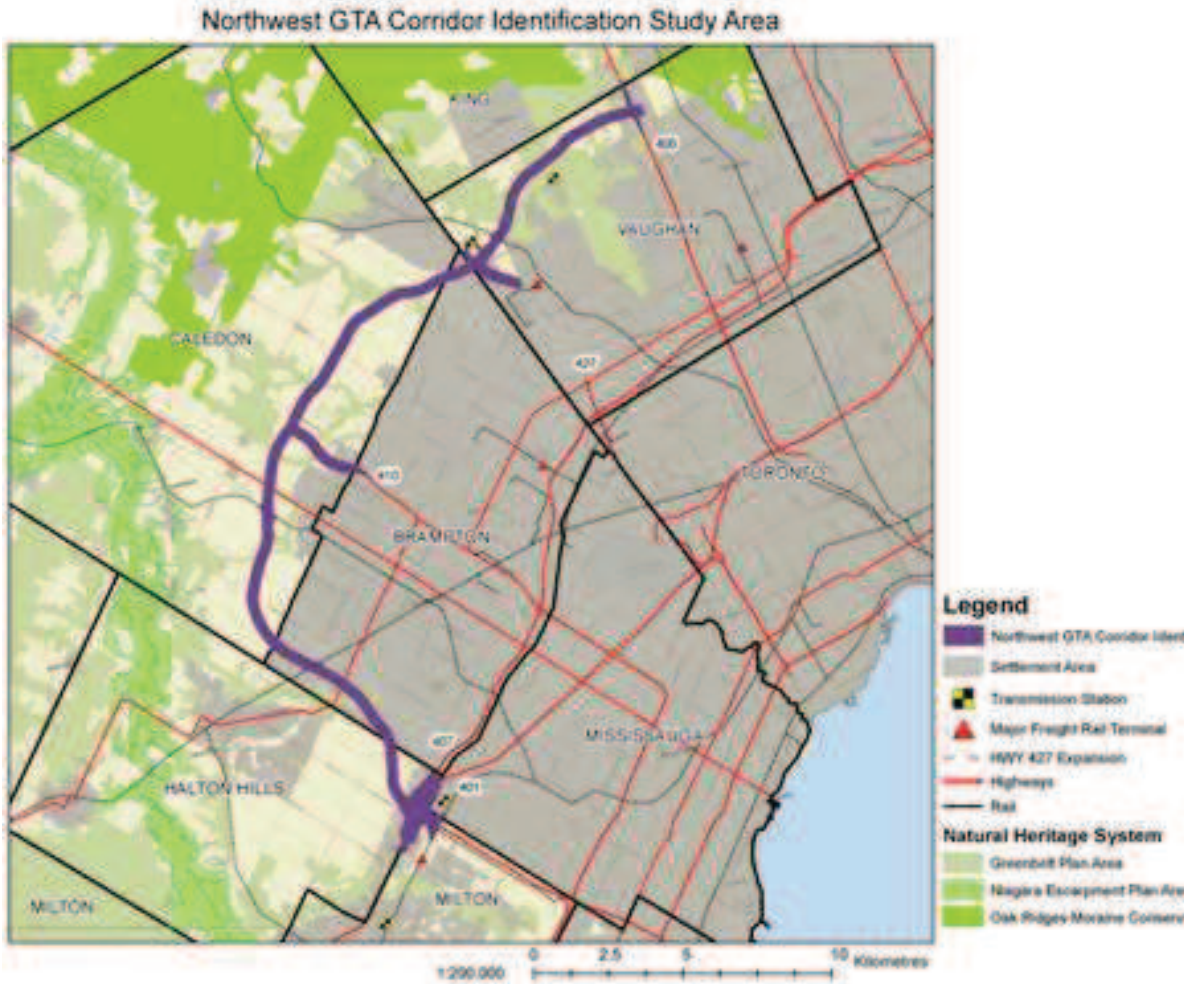 Northwest GTA Corridor Identification Study Area
KING
400
VAUGHAN
CALEDON
427
410
TORONTO
BRAMPTON
407
MISSISSAUGA
401
HALTON HILLS
MILTON
MILTON
Legend
Northwest GTA Corridor Ident
Settlement Area
Transmission Station
Major Freight Rail Terminal
HWY 427 Expansion
Highways
Rail
Natural Heritage System
Greenbelt Plan Area
Niagara Escarpment Plan Are
Oak Ridges Moraine Conserv
1:200,000
0 2.5 5 10 Kilometres